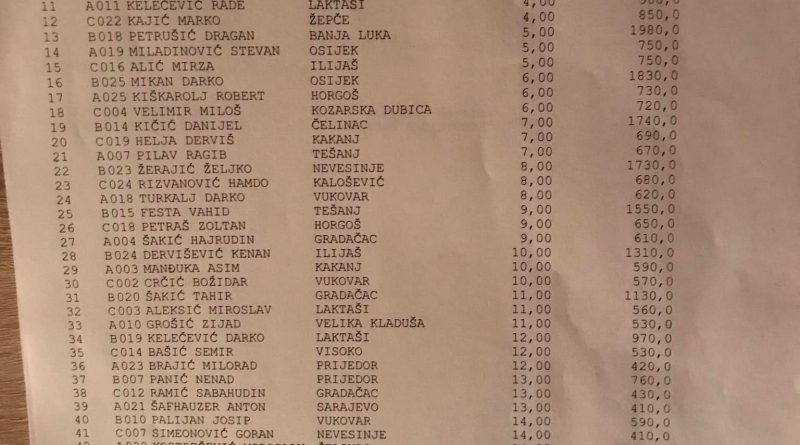 11 A011 KELEČEVIĆ RADE LAKTAŠI 4,00
12 C022 KAJIĆ MARKO ŽEPČE 4,00 850,0
13 B018 PETRUŠIĆ DRAGAN BANJA LUKA 5,00 1980,0
14 A019 MILADINOVIĆ STEVAN OSIJEK 5,00 750,0
15 C016 ALIĆ MIRZA ILIJAŠ 5,00 750,0
16 B025 MIKAN DARKO OSIJEK 6,00 1830,0
17 A025 KIŠKAROLJ ROBERT HORGOŠ 6,00 730,0
18 C004 VELIMIR MILOŠ KOZARSKA DUBICA 6,00 720,0
19 B014 KIČIĆ DANIJEL ČELINAC 7,00 1740,0
20 C019 HELJA DERVIŠ KAKANJ 7,00 690,0
21 A007 PILAV RAGIB TEŠANJ 7,00 670,0
22 B023 ŽERAJIĆ ŽELJKO NEVESINJE 8,00 1730,0
23 C024 RIZVANOVIĆ HAMDO KALOŠEVIĆ 8,00 680,0
24 A018 TURKALJ DARKO VUKOVAR 8,00 620,0
25 B015 FESTA VAHID TEŠANJ 9,00 1550,0
26 C018 PETRAŠ ZOLTAN HORGOŠ 9,00 650,0
27 A004 ŠAKIĆ HAJRUDIN GRADAČAC 9,00 610,0
28 B024 DERVIŠEVIĆ KENAN ILIJAŠ 10,00 1310,0
29 A003 MANĐUKA ASIM KAKANJ 10,00 590,0
30 C002 CRČIĆ BOŽIDAR VUKOVAR 10,00 570,0
31 B020 ŠAKIĆ TAHIR GRADAČAC 11,00 1130,0
32 C003 ALEKSIĆ MIROSLAV LAKTAŠI 11,00 560,0
33 A010 GROŠIĆ ZIJAD VELIKA KLADUŠA 11,00 530,0
34 B019 KELEČEVIĆ DARKO LAKTAŠI 12,00 970,0
35 C014 BAŠIĆ SEMIR VISOKO 12,00 530,0
36 A023 BRAJIĆ MILORAD PRIJEDOR 12,00 420,0
37 B007 PANIĆ NENAD PRIJEDOR 13,00 760,0
38 C012 RAMIĆ SABAHUDIN GRADAČAC 13,00 430,0
39 A021 ŠAFHAUZER ANTON SARAJEVO 13,00 410,0
40 B010 PALIJAN JOSIP VUKOVAR 14,00 590,0
41 C007 ŠIMEONOVIĆ GORAN NEVESINJE 14,00 410,0